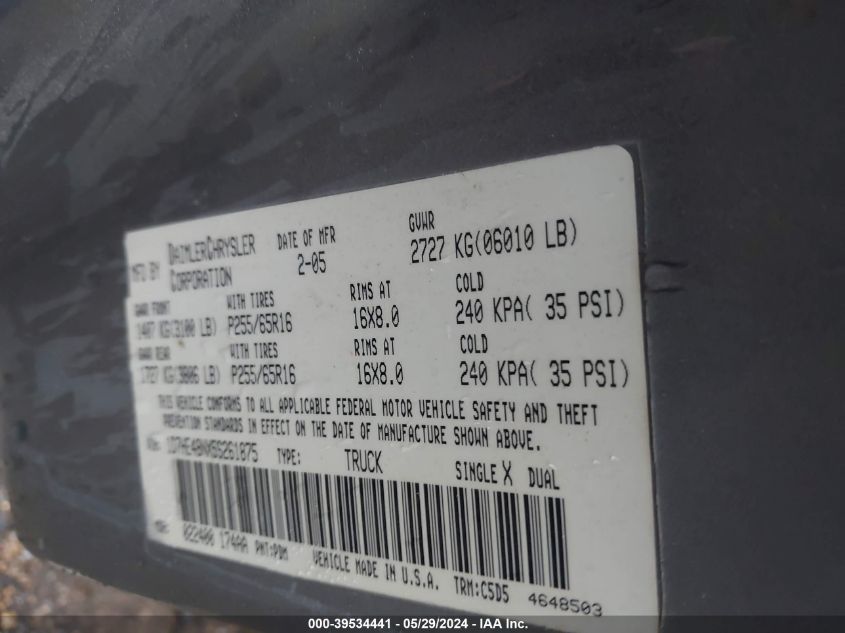 MFD BY DAIMLERCHRYSLER CORPORATION
DATE OF MFR 2-05
GVWR 2727 KG(06010 LB)
GAWR FRONT WITH TIRES RIMS AT COLD
1407 KG(3100 LB) P255/65R16 16X8.0 240 KPA( 35 PSI)
GAWR REAR WITH TIRES RIMS AT COLD
1727 KG(3806 LB) P255/65R16 16X8.0 240 KPA( 35 PSI)
THIS VEHICLE CONFORMS TO ALL APPLICABLE FEDERAL MOTOR VEHICLE SAFETY AND THEFT
PREVENTION STANDARDS IN EFFECT ON THE DATE OF MANUFACTURE SHOWN ABOVE.
TYPE: TRUCK SINGLE X DUAL
022400 174AA PNT:PDM VEHICLE MADE IN U.S.A. TRM:C5D5 4648503
000-39534441 - 05/29/2024 - IAA Inc.